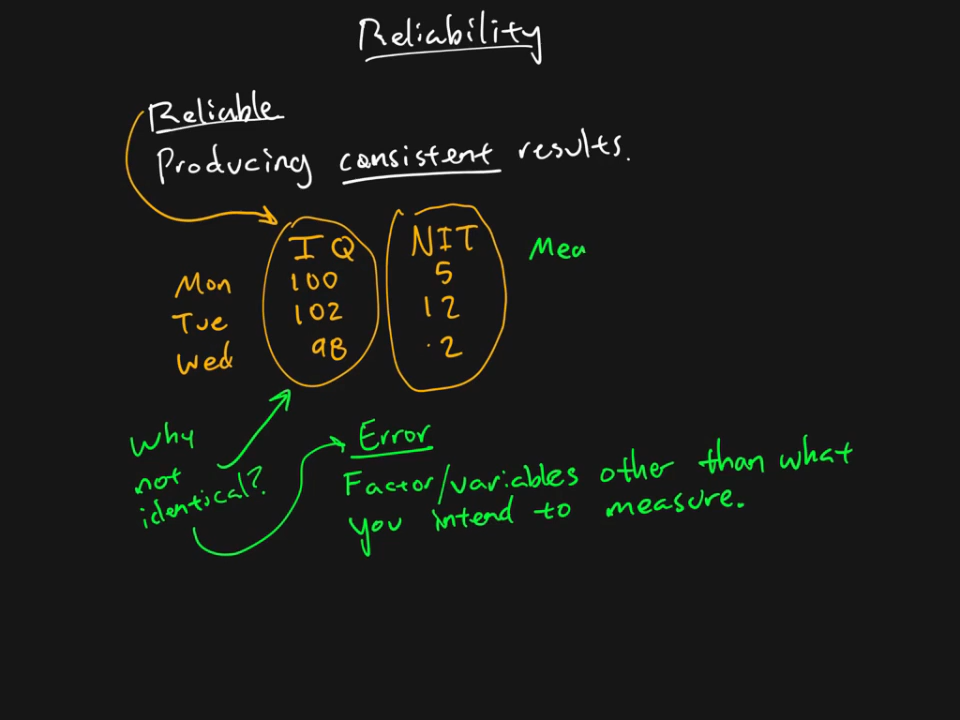 Reliability
Reliable
Producing consistent results.
IQ NIT Mea
Mon 100 5
Tue 102 12
Wed 98 .2
Why
not
identical?
Error
Factor/variables other than what
you intend to measure.